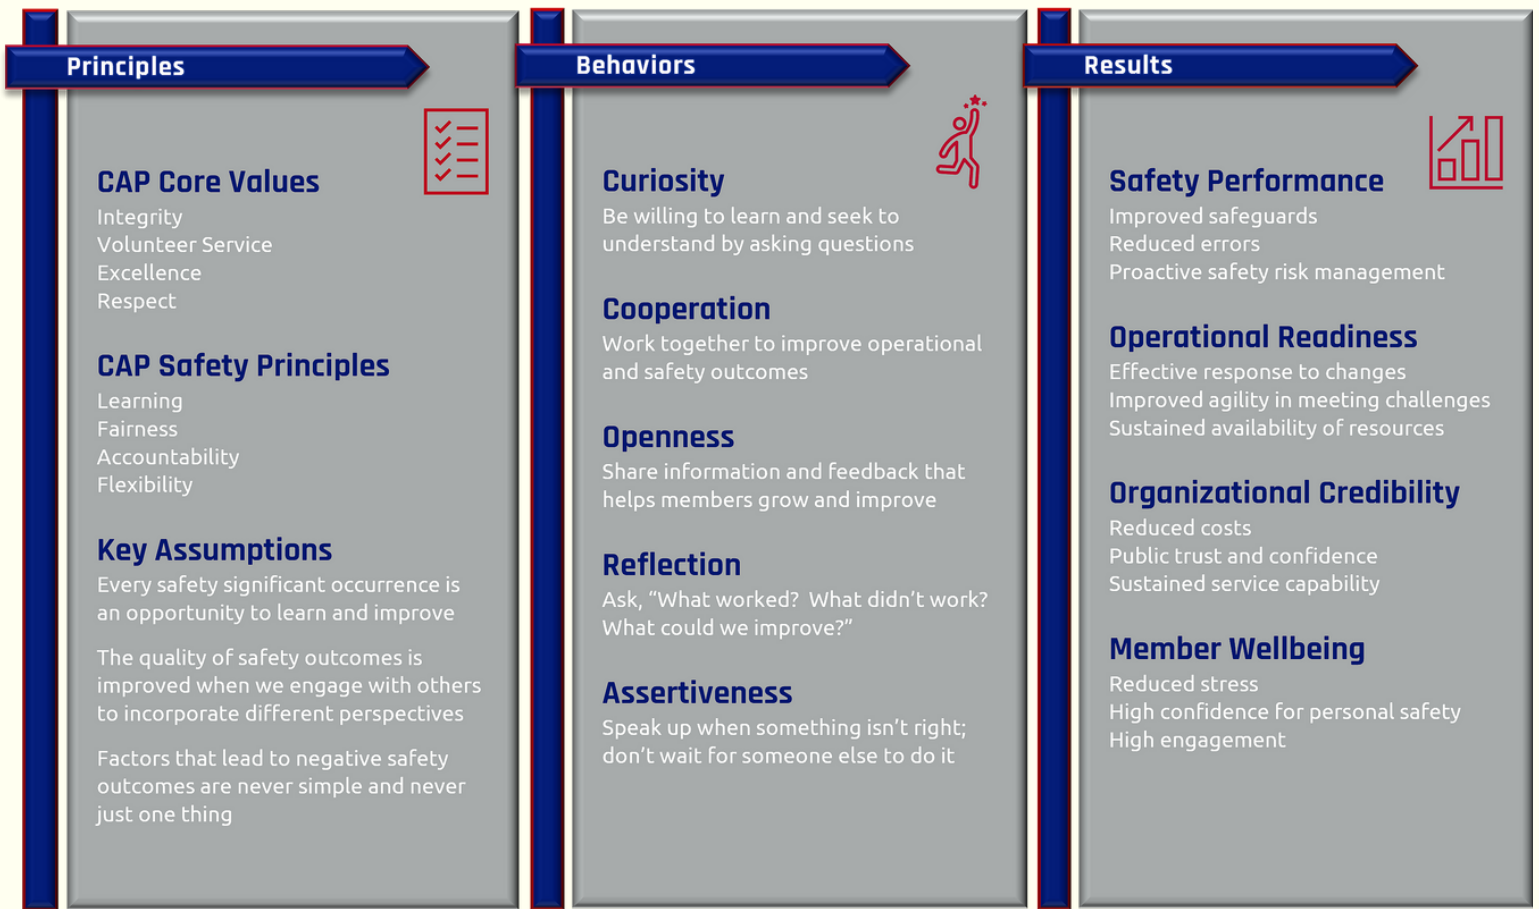 Principles
CAP Core Values
Integrity
Volunteer Service
Excellence
Respect
CAP Safety Principles
Learning
Fairness
Accountability
Flexibility
Key Assumptions
Every safety significant occurrence is
an opportunity to learn and improve
The quality of safety outcomes is
improved when we engage with others
to incorporate different perspectives
Factors that lead to negative safety
outcomes are never simple and never
just one thing
Behaviors
Curiosity
Be willing to learn and seek to
understand by asking questions
Cooperation
Work together to improve operational
and safety outcomes
Openness
Share information and feedback that
helps members grow and improve
Reflection
Ask, “What worked?  What didn’t work?
What could we improve?”
Assertiveness
Speak up when something isn’t right;
don’t wait for someone else to do it
Results
Safety Performance
Improved safeguards
Reduced errors
Proactive safety risk management
Operational Readiness
Effective response to changes
Improved agility in meeting challenges
Sustained availability of resources
Organizational Credibility
Reduced costs
Public trust and confidence
Sustained service capability
Member Wellbeing
Reduced stress
High confidence for personal safety
High engagement